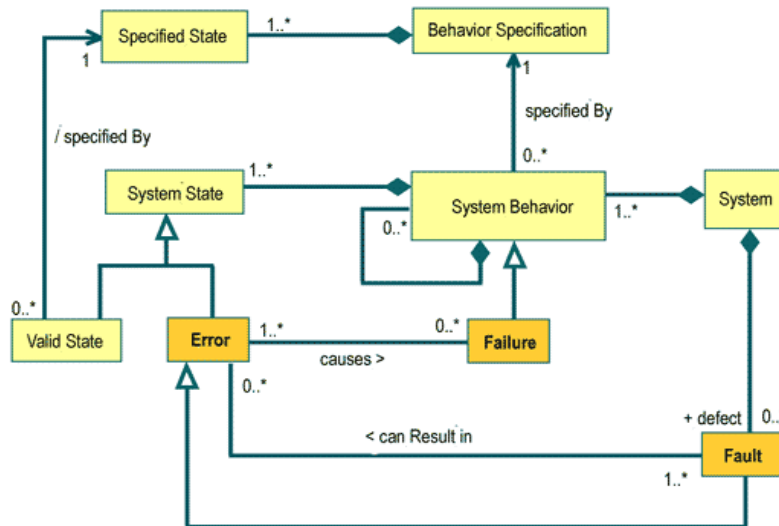 Specified State
1..*
Behavior Specification
1
1
/ specified By
specified By
0..*
System State
1..*
System Behavior
0..*
1..*
System
0..*
Valid State
Error
1..*
0..*
Failure
causes >
0..*
+ defect
0..
< can Result in
Fault
1..*